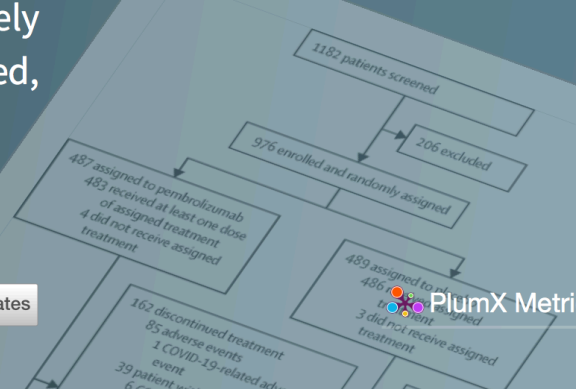 ely
ed,
1182 patients screened
206 excluded
976 enrolled and randomly assigned
487 assigned to pembrolizumab
483 received at least one dose
of assigned treatment
4 did not receive assigned
treatment
489 assigned to
486
3 did not receive assigned
treatment
ates
PlumX Metri
162 discontinued treatment
85 adverse events
1 COVID-19-related
event
39 patient